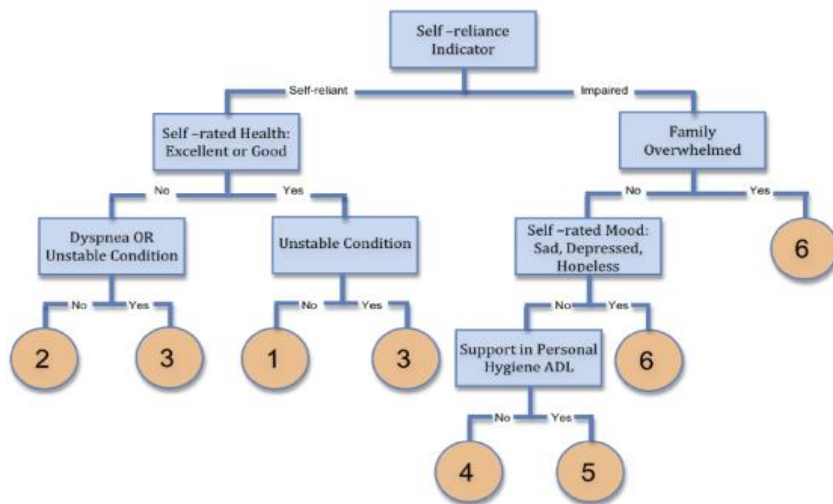 Self –reliance
Indicator
Self-reliant
Impaired
Self –rated Health:
Excellent or Good
Family
Overwhelmed
No
Yes
No
Yes
Dyspnea OR
Unstable Condition
Unstable Condition
Self –rated Mood:
Sad, Depressed,
Hopeless
6
No
Yes
No
Yes
No
Yes
2
3
1
3
Support in Personal
Hygiene ADL
6
No
Yes
4
5